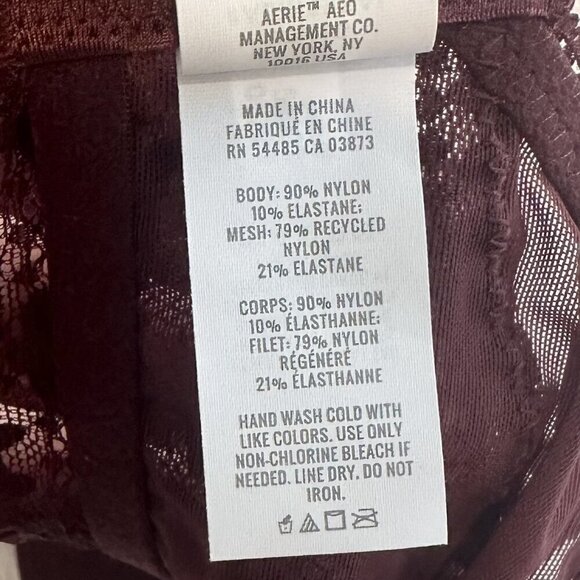 AERIE™ AEO
MANAGEMENT CO.
NEW YORK, NY
10016 USA
MADE IN CHINA
FABRIQUÉ EN CHINE
RN 54485 CA 03873
BODY: 90% NYLON
10% ELASTANE;
MESH: 79% RECYCLED
NYLON
21% ELASTANE
CORPS: 90% NYLON
10% ÉLASTHANNE;
FILET: 79% NYLON
RÉGÉNÉRÉ
21% ÉLASTHANNE
HAND WASH COLD WITH
LIKE COLORS. USE ONLY
NON-CHLORINE BLEACH IF
NEEDED. LINE DRY. DO NOT
IRON.